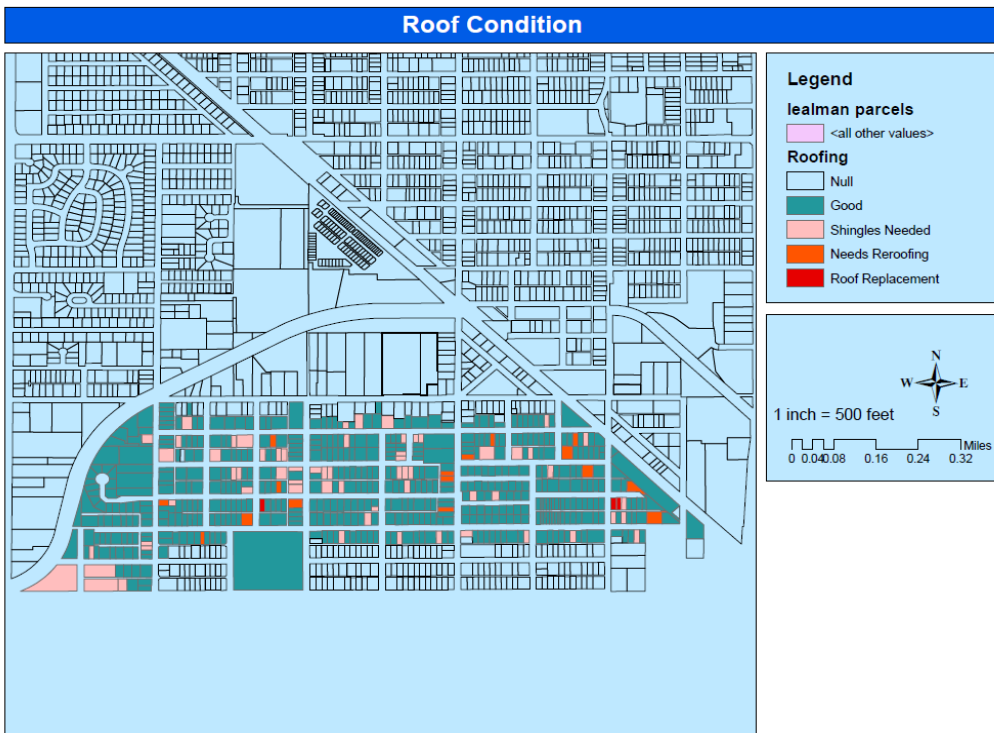 Roof Condition
Legend
lealman parcels
<all other values>
Roofing
Null
Good
Shingles Needed
Needs Reroofing
Roof Replacement
N
W E
S
1 inch = 500 feet
Miles
0 0.04 0.08 0.16 0.24 0.32